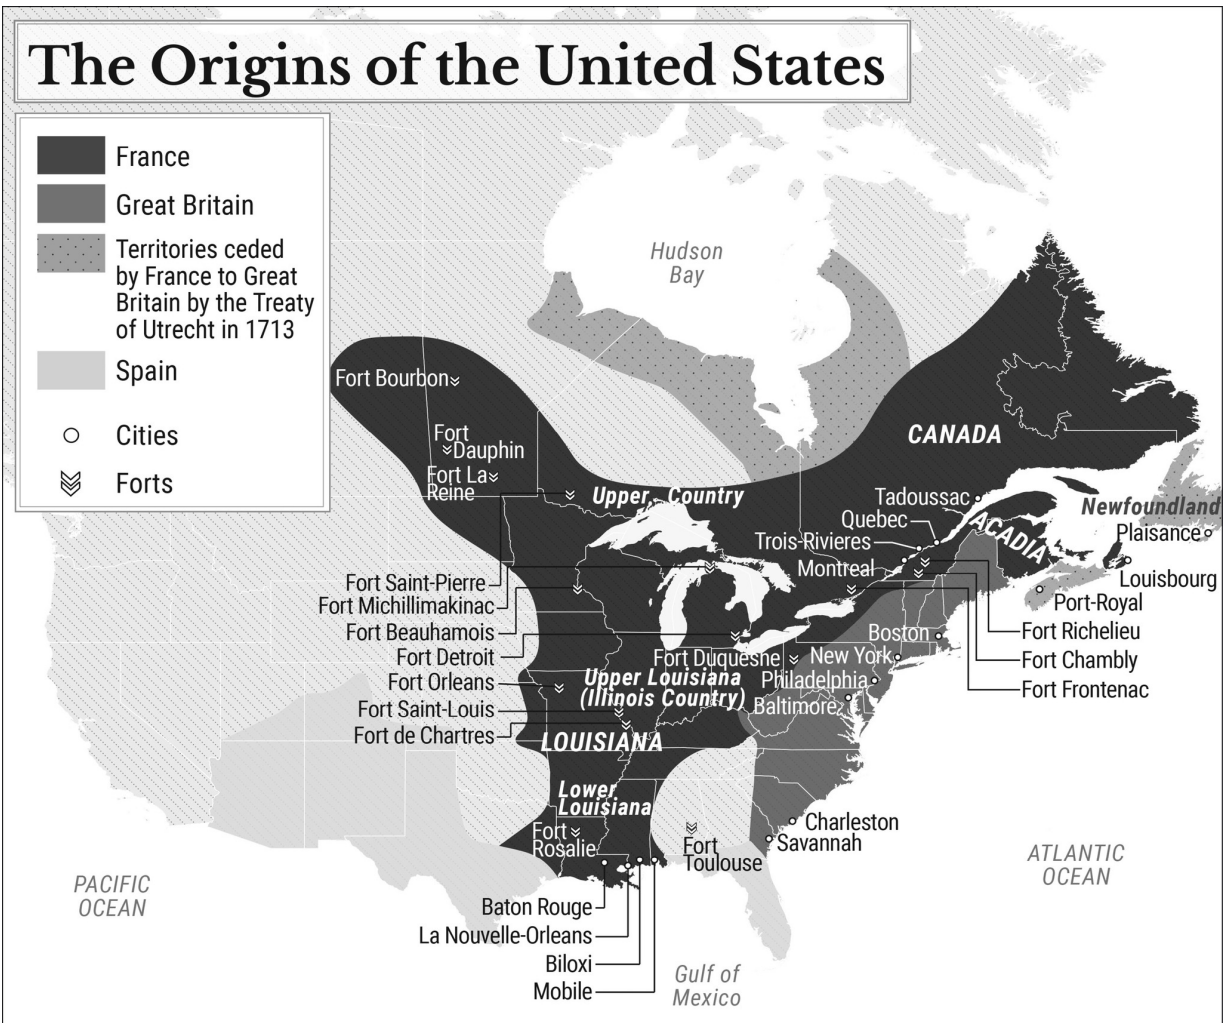 The Origins of the United States
France
Great Britain
Territories ceded
by France to Great
Britain by the Treaty
of Utrecht in 1713
Spain
Cities
Forts
Hudson
Bay
Fort Bourbon
Fort
Dauphin
Fort La
Reine
CANADA
Upper Country
Tadoussac
Quebec
Trois-Rivieres
Montreal
ACADIA
Newfoundland
Plaisance
Louisbourg
Port-Royal
Fort Saint-Pierre
Fort Michillimakinac
Fort Beauhamois
Fort Detroit
Fort Orleans
Fort Saint-Louis
Fort de Chartres
Fort Richelieu
Fort Chambly
Fort Frontenac
Boston
New York
Fort Duquesne
Philadelphia
Baltimore
Upper Louisiana
(Illinois Country)
LOUISIANA
Lower
Louisiana
Fort
Rosalie
Fort
Toulouse
Charleston
Savannah
Baton Rouge
La Nouvelle-Orleans
Biloxi
Mobile
PACIFIC
OCEAN
ATLANTIC
OCEAN
Gulf of
Mexico